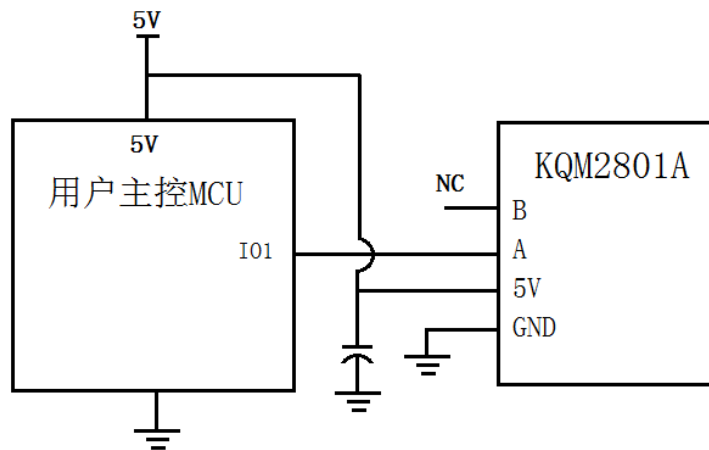 5V
5V
用户主控MCU
IO1
KQM2801A
NC
B
A
5V
GND